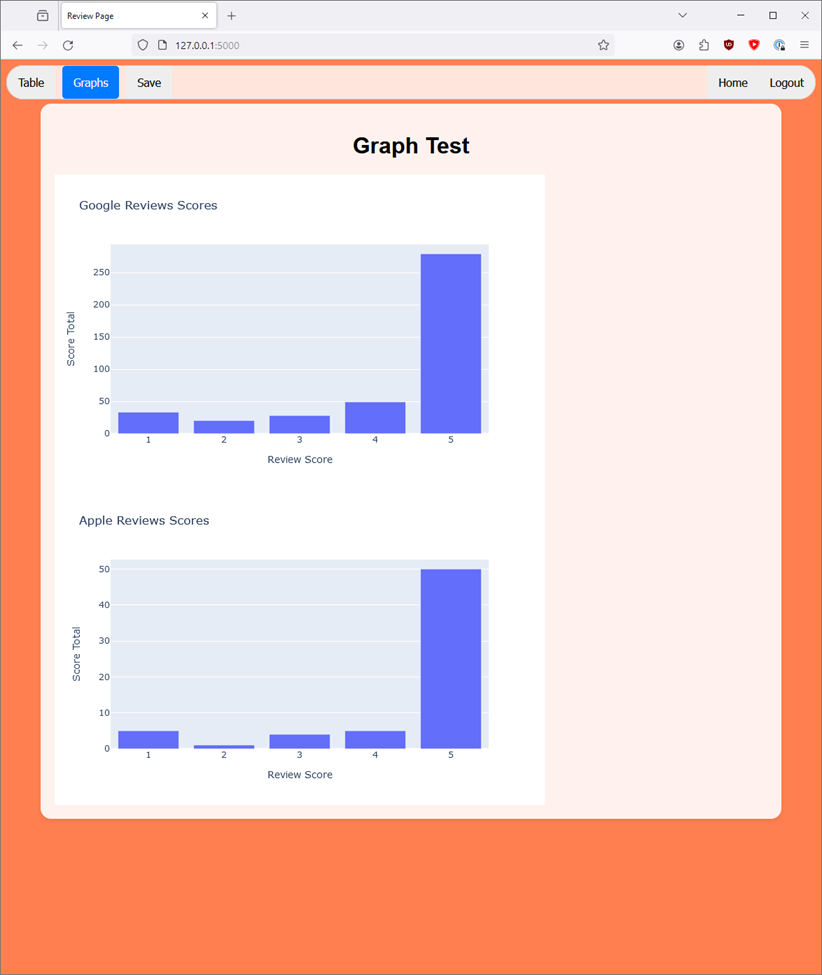 Review Page
127.0.0.1:5000
Table Graphs Save Home Logout
Graph Test
Google Reviews Scores
250
200
150
100
50
0
Score Total
1 2 3 4 5
Review Score
Apple Reviews Scores
50
40
30
20
10
0
Score Total
1 2 3 4 5
Review Score